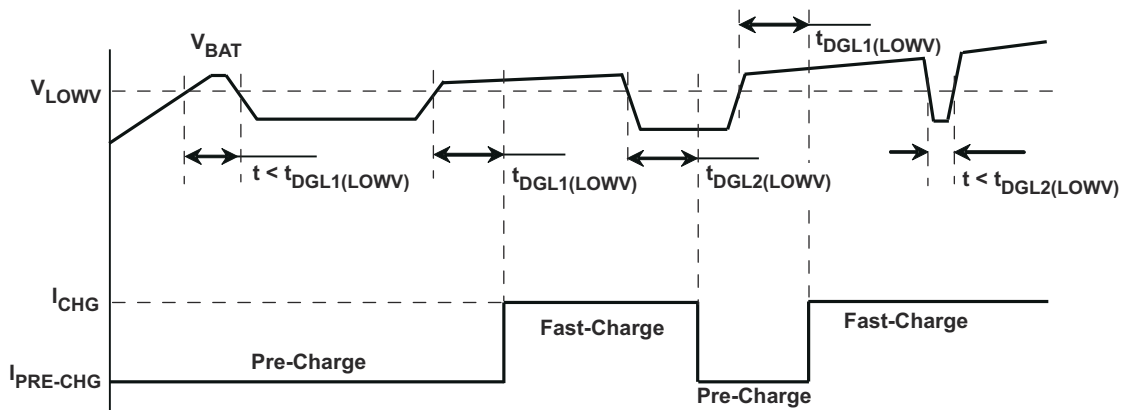 V_BAT
t_DGL1(LOWV)
V_LOWV
t < t_DGL1(LOWV)
t_DGL1(LOWV)
t_DGL2(LOWV)
t < t_DGL2(LOWV)
I_CHG
Fast-Charge
Fast-Charge
Pre-Charge
I_PRE-CHG
Pre-Charge